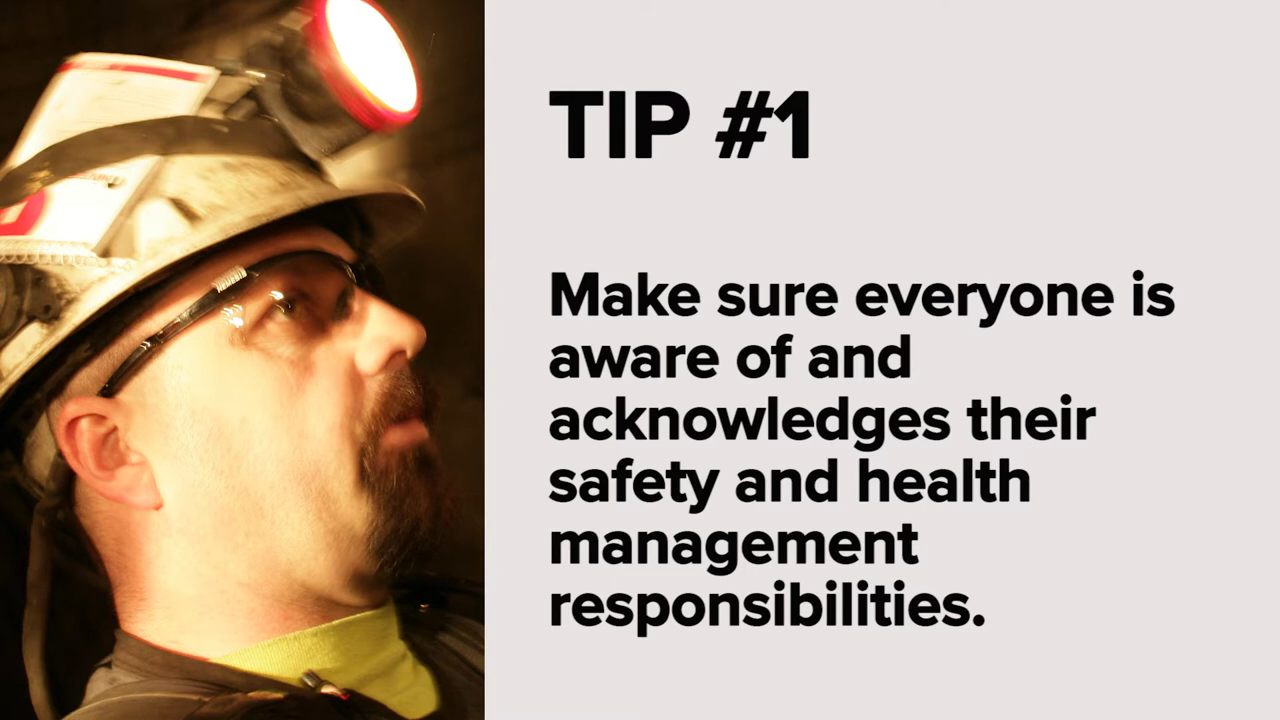 TIP #1
Make sure everyone is
aware of and
acknowledges their
safety and health
management
responsibilities.